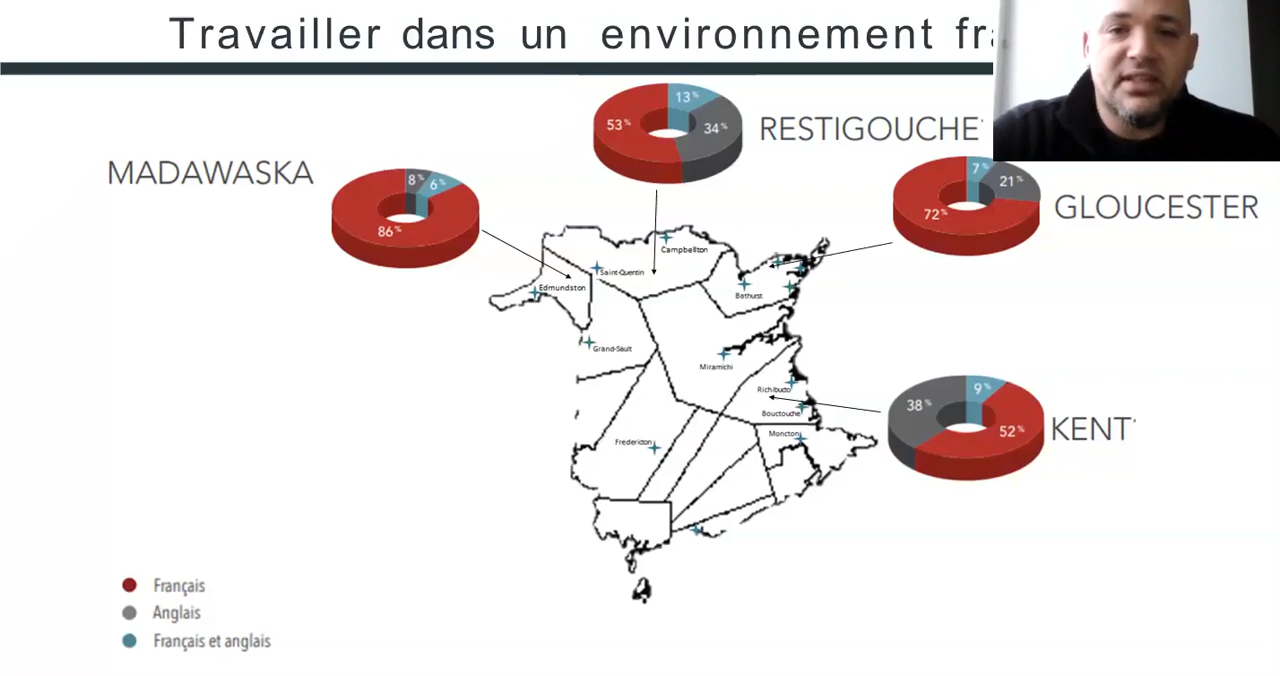 Travailler dans un environnement
13%
53%
34%
RESTIGOUCHE
MADAWASKA
8%
6%
86%
7%
21%
72%
GLOUCESTER
Campbellton
Saint-Quentin
Edmundston
Bathurst
Grand-Sault
Miramichi
Richibucto
Bouctouche
9%
38%
52%
KENT
Moncton
Fredericton
Français
Anglais
Français et anglais